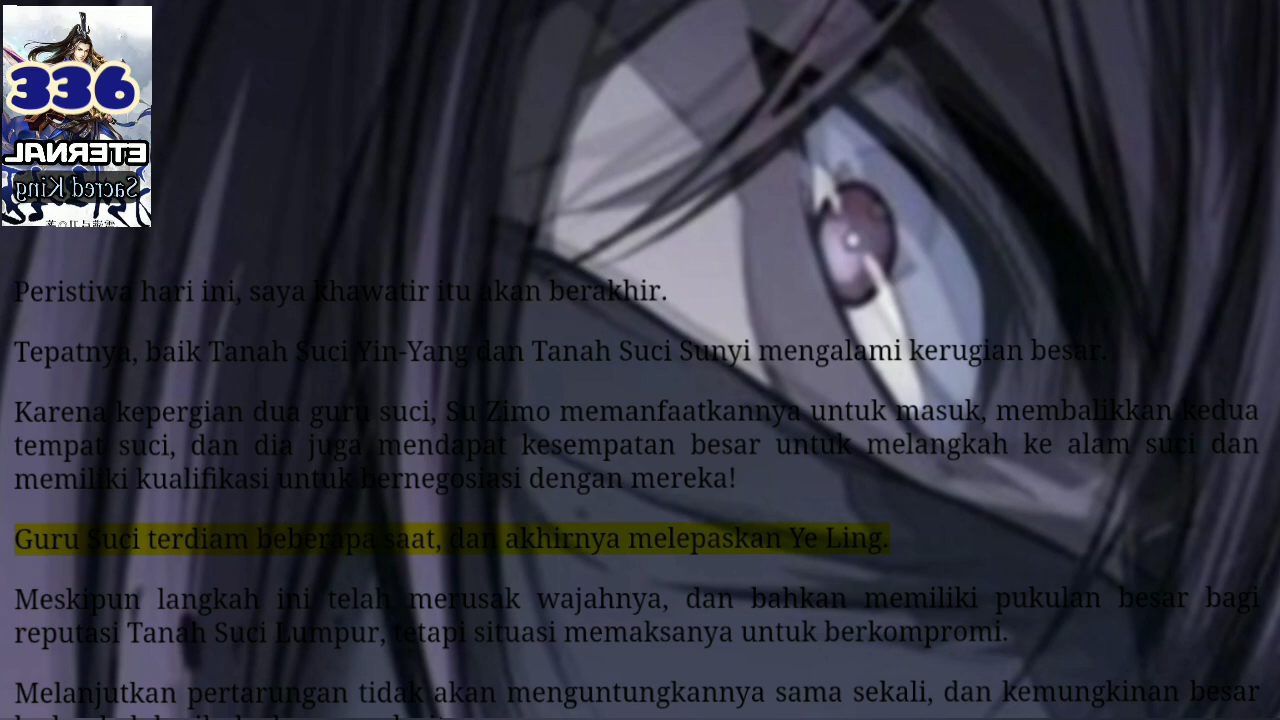 336
ETERNAL
Sacred King
Peristiwa hari ini, saya khawatir itu akan berakhir.
Tepatnya, baik Tanah Suci Yin-Yang dan Tanah Suci Sunyi mengalami kerugian besar.
Karena kepergian dua guru suci, Su Zimo memanfaatkannya untuk masuk, membalikkan kedua
tempat suci, dan dia juga mendapat kesempatan besar untuk melangkah ke alam suci dan
memiliki kualifikasi untuk bernegosiasi dengan mereka!
Guru Suci terdiam beberapa saat, dan akhirnya melepaskan Ye Ling.
Meskipun langkah ini telah merusak wajahnya, dan bahkan memiliki pukulan besar bagi
reputasi Tanah Suci Lumpur, tetapi situasi memaksanya untuk berkompromi.
Melanjutkan pertarungan tidak akan menguntungkannya sama sekali, dan kemungkinan besar